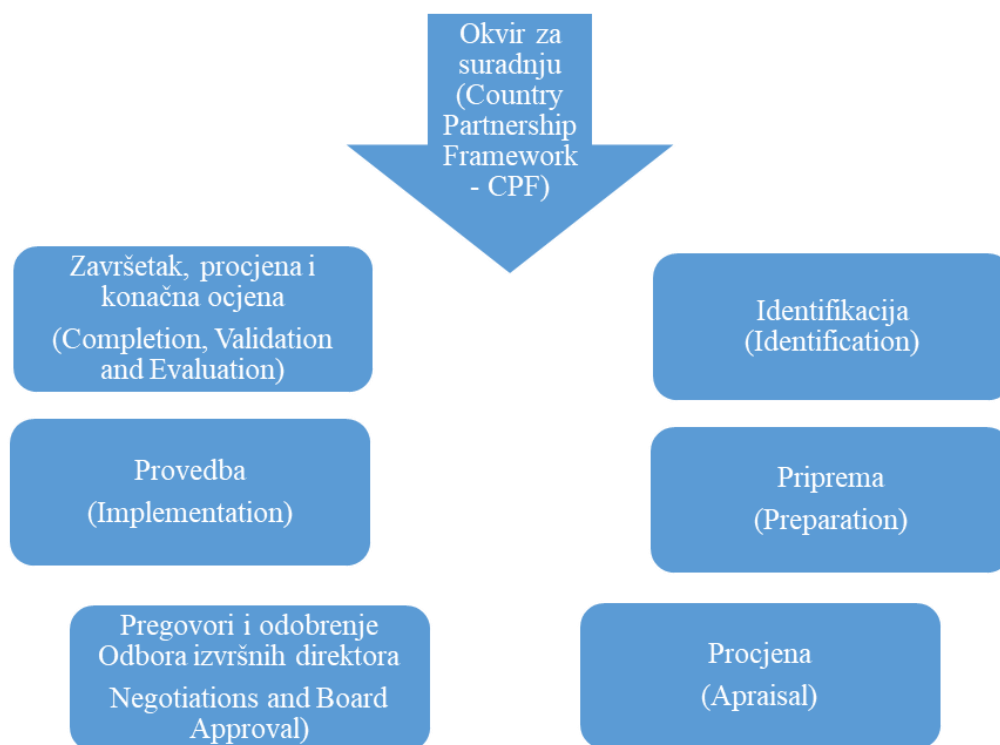 Okvir za
suradnju
(Country
Partnership
Framework
- CPF)
Završetak, procjena i
konačna ocjena
(Completion, Validation
and Evaluation)
Identifikacija
(Identification)
Provedba
(Implementation)
Priprema
(Preparation)
Pregovori i odobrenje
Odbora izvršnih direktora
Negotiations and Board
Approval)
Procjena
(Apraisal)